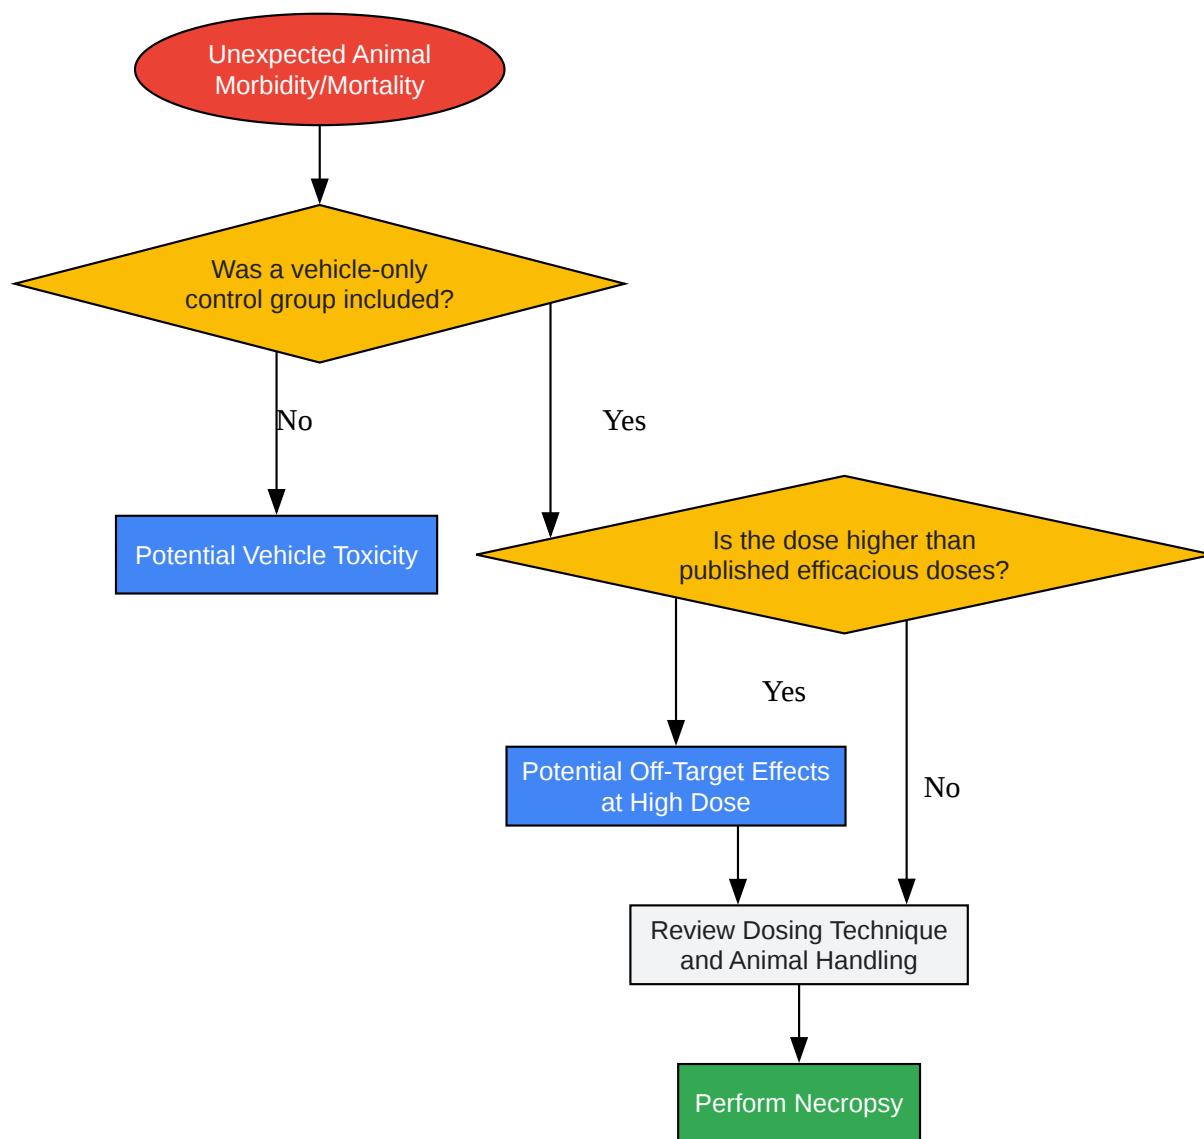 Unexpected Animal
Morbidity/Mortality
Was a vehicle-only
control group included?
No
Yes
Potential Vehicle Toxicity
Is the dose higher than
published efficacious doses?
Yes
Potential Off-Target Effects
at High Dose
No
Review Dosing Technique
and Animal Handling
Perform Necropsy